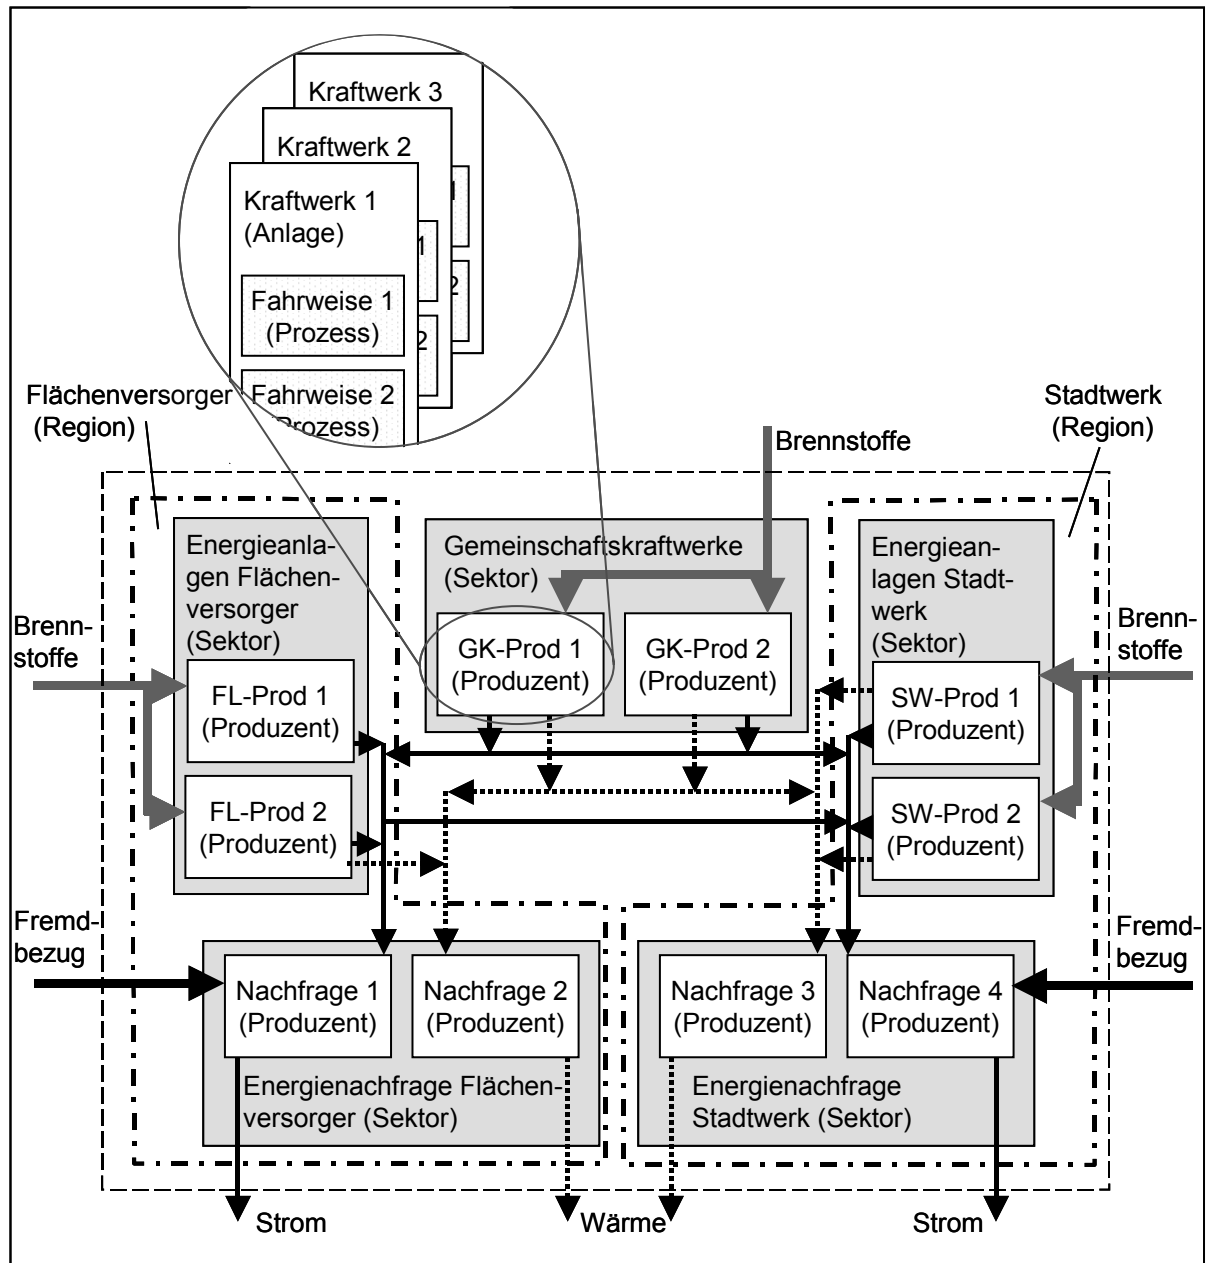 Kraftwerk 3
Kraftwerk 2
Kraftwerk 1
(Anlage)
1
1
2
2
Fahrweise 1
(Prozess)
Fahrweise 2
(Prozess)
Flächenversorger
(Region)
Stadtwerk
(Region)
Brennstoffe
Energieanla-
gen Flächen-
versorger
(Sektor)
Gemeinschaftskraftwerke
(Sektor)
Energiean-
lagen Stadt-
werk
(Sektor)
Brenn-
stoffe
Brenn-
stoffe
GK-Prod 1
(Produzent)
GK-Prod 2
(Produzent)
FL-Prod 1
(Produzent)
SW-Prod 1
(Produzent)
FL-Prod 2
(Produzent)
SW-Prod 2
(Produzent)
Fremd-
bezug
Fremd-
bezug
Nachfrage 1
(Produzent)
Nachfrage 2
(Produzent)
Nachfrage 3
(Produzent)
Nachfrage 4
(Produzent)
Energienachfrage Flächen-
versorger (Sektor)
Energienachfrage
Stadtwerk (Sektor)
Strom
Wärme
Strom